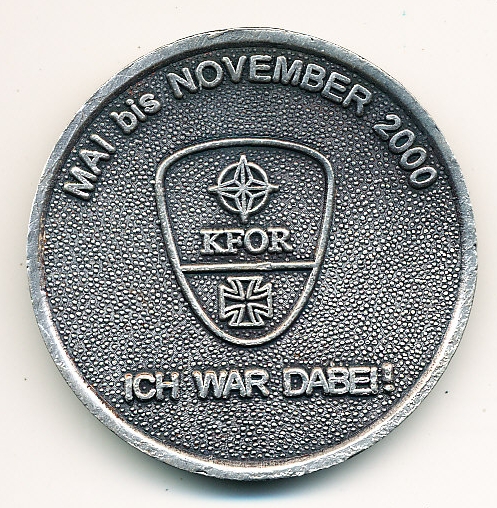 MAI bis NOVEMBER 2000
KFOR
ICH WAR DABEI!